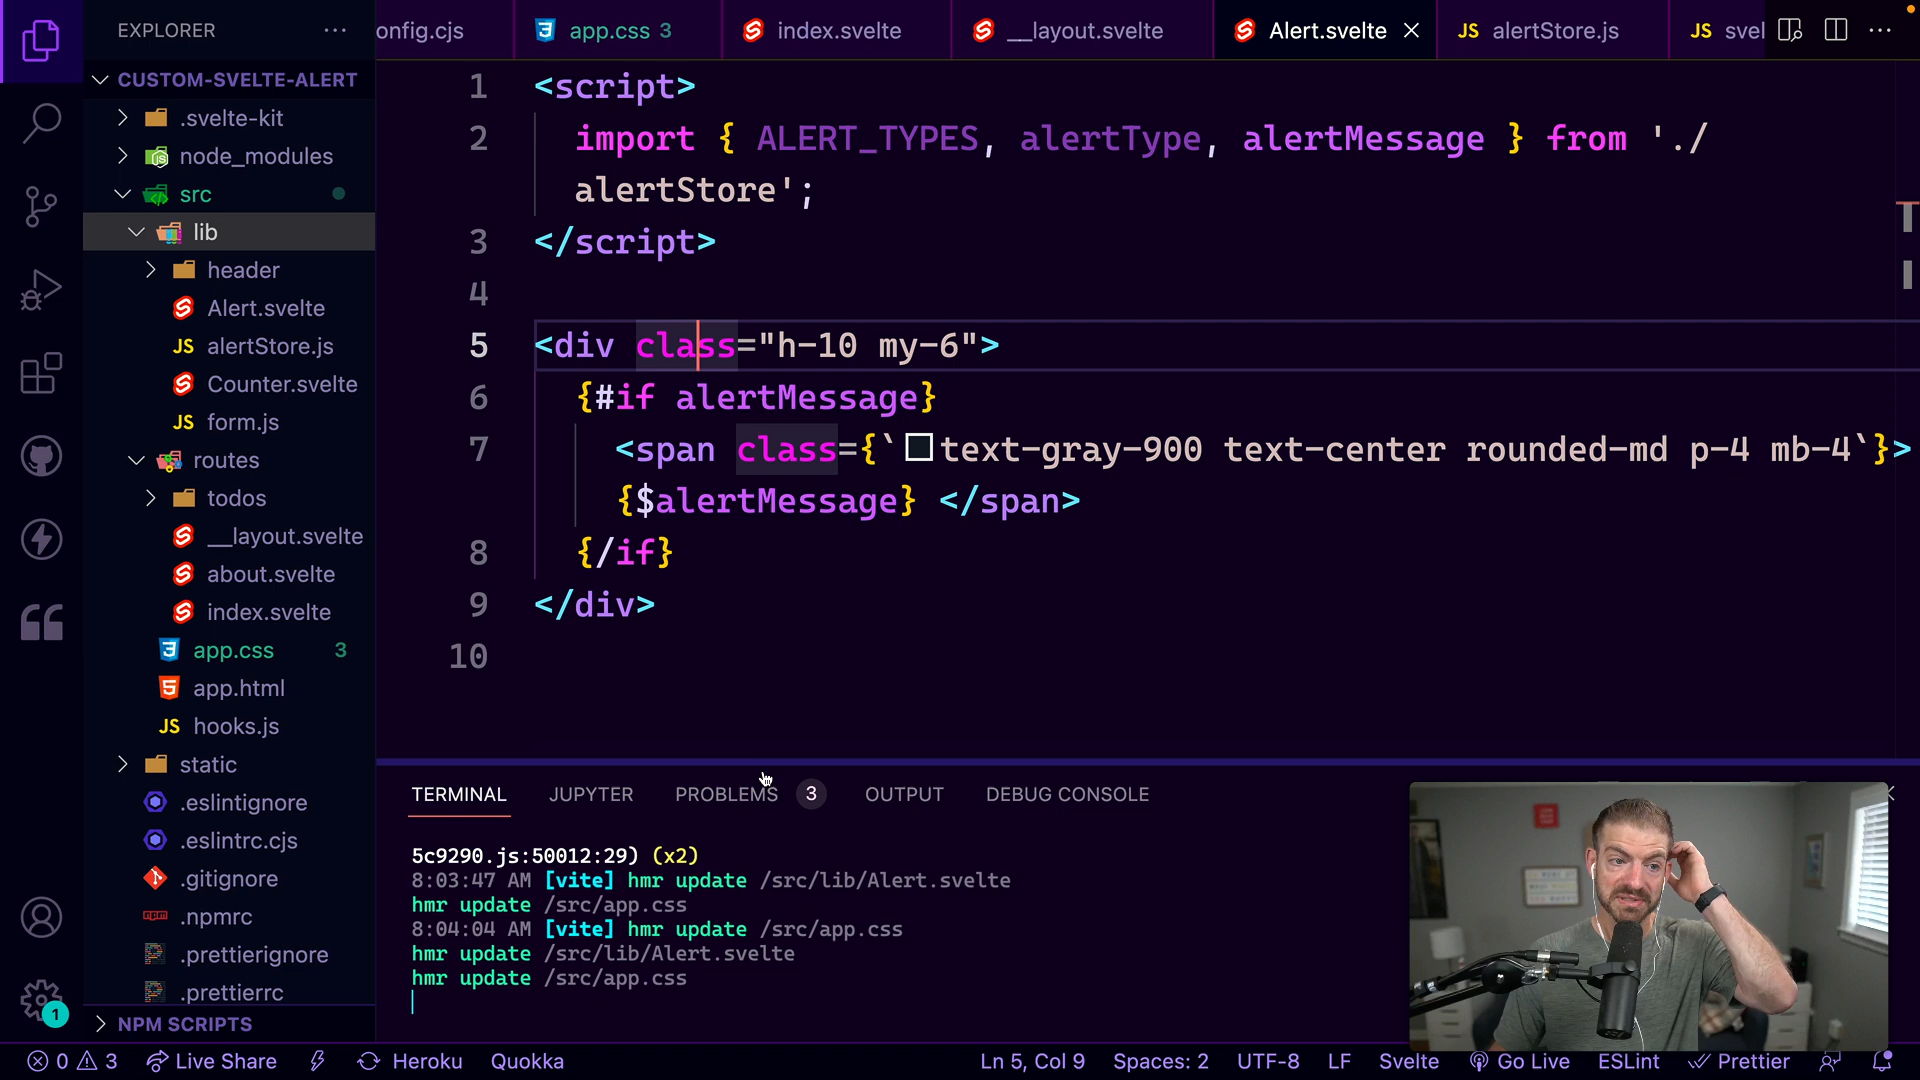 EXPLORER
onfig.cjs
app.css 3
index.svelte
__layout.svelte
Alert.svelte
JS alertStore.js
JS svel
CUSTOM-SVELTE-ALERT
.svelte-kit
node_modules
src
lib
header
Alert.svelte
JS alertStore.js
Counter.svelte
JS form.js
routes
todos
__layout.svelte
about.svelte
index.svelte
app.css 3
app.html
JS hooks.js
static
.eslintignore
.eslintrc.cjs
.gitignore
.npmrc
.prettierignore
.prettierrc
NPM SCRIPTS
1
1 <script>
2 import { ALERT_TYPES, alertType, alertMessage } from './
alertStore';
3 </script>
4
5 <div class="h-10 my-6">
6 {#if alertMessage}
7 <span class={`text-gray-900 text-center rounded-md p-4 mb-4`}>
{$alertMessage} </span>
8 {/if}
9 </div>
10
TERMINAL JUPYTER PROBLEMS 3 OUTPUT DEBUG CONSOLE
5c9290.js:50012:29) (x2)
8:03:47 AM [vite] hmr update /src/lib/Alert.svelte
hmr update /src/app.css
8:04:04 AM [vite] hmr update /src/app.css
hmr update /src/lib/Alert.svelte
hmr update /src/app.css
0 3 Live Share Heroku Quokka Ln 5, Col 9 Spaces: 2 UTF-8 LF Svelte Go Live ESLint Prettier